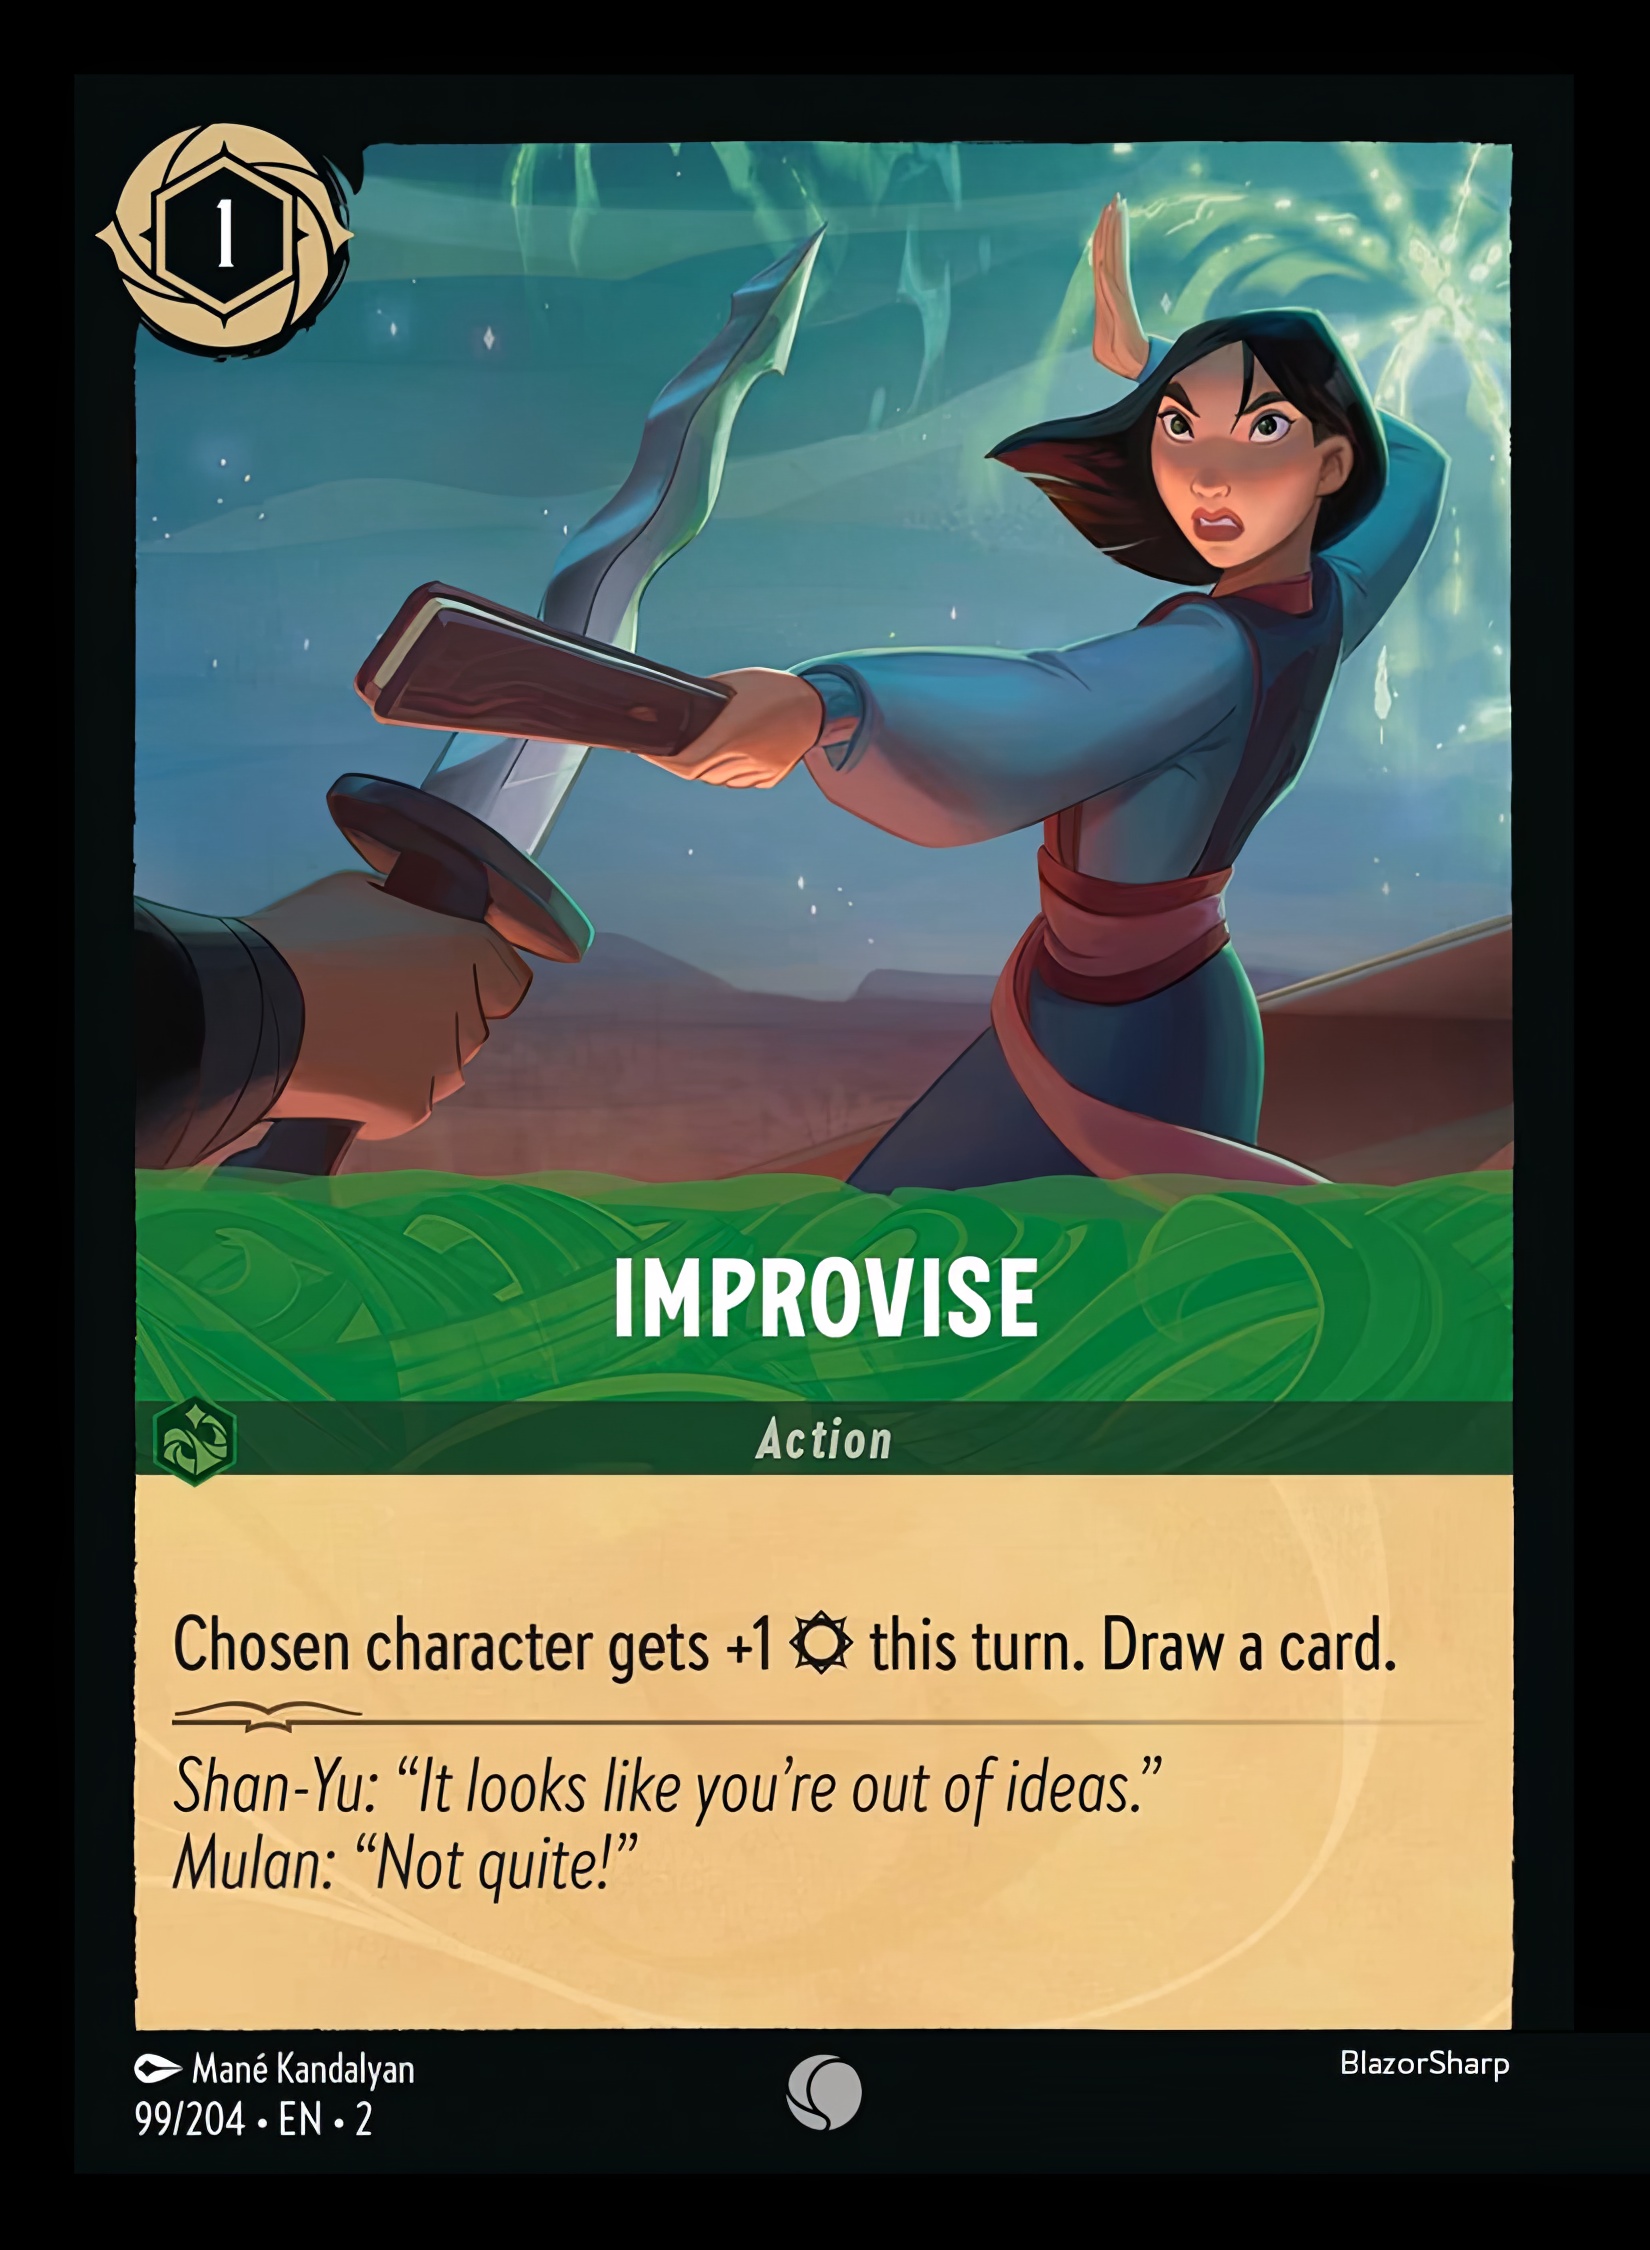 1
IMPROVISE
Action
Chosen character gets +1 this turn. Draw a card.
Shan-Yu: “It looks like you’re out of ideas.”
Mulan: “Not quite!”
Mané Kandalyan
99/204 • EN • 2
BlazorSharp